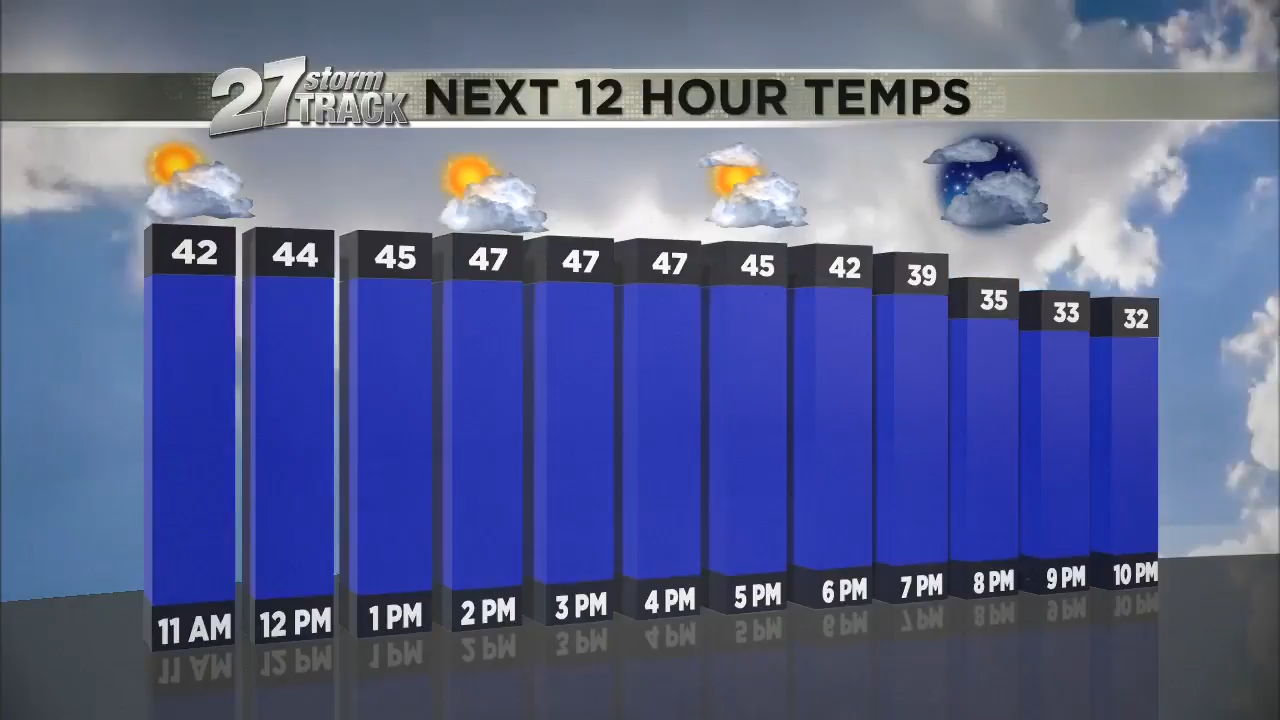 27 storm TRACK NEXT 12 HOUR TEMPS
42 44 45 47 47 47 45 42 39 35 33 32
11 AM 12 PM 1 PM 2 PM 3 PM 4 PM 5 PM 6 PM 7 PM 8 PM 9 PM 10 PM